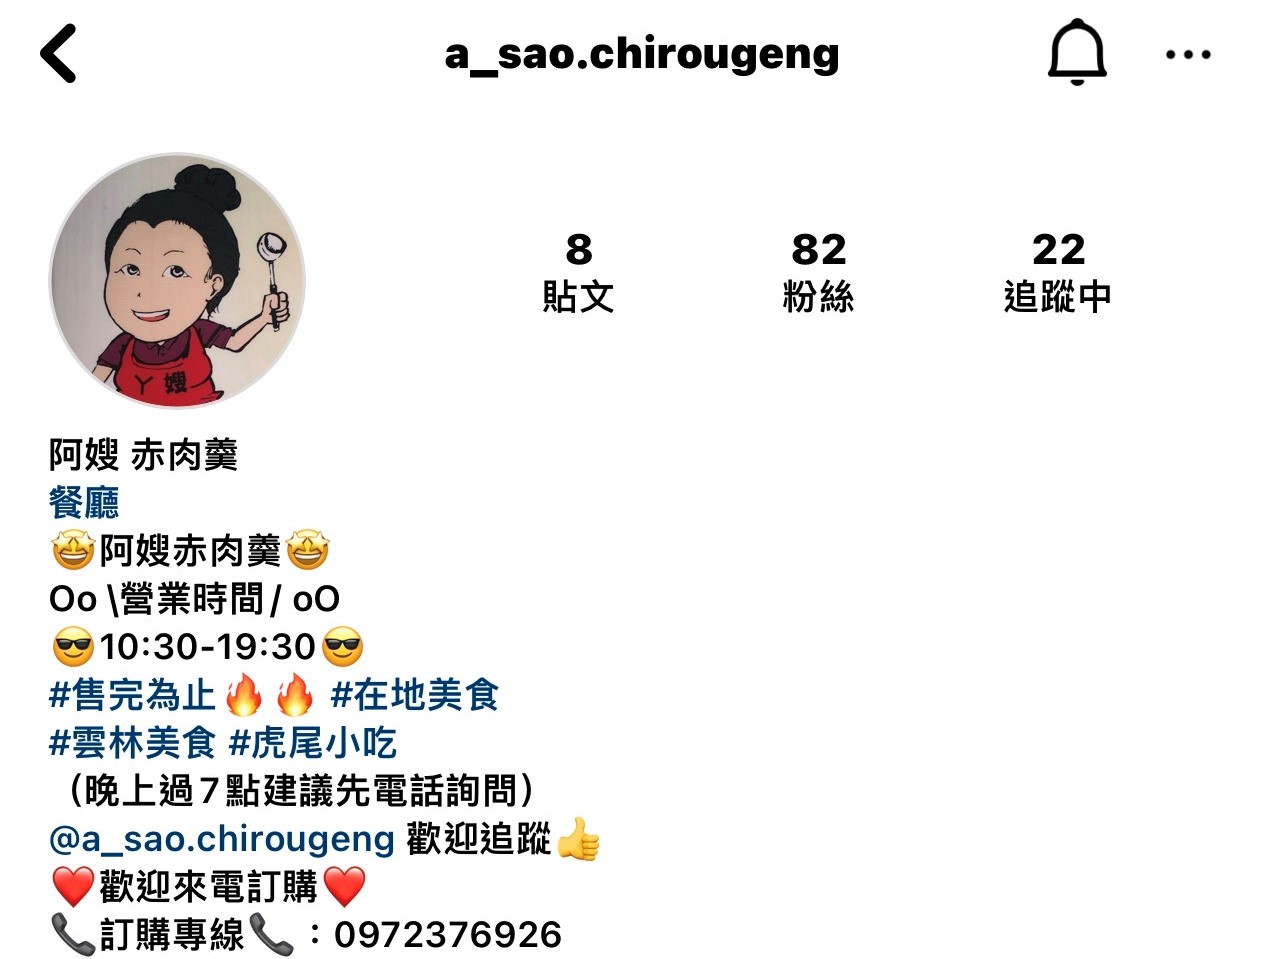 a_sao.chirougeng
8 82 22
貼文 粉絲 追蹤中
ㄚ嫂
阿嫂 赤肉羹
餐廳
🤩阿嫂赤肉羹🤩
Oo \營業時間/ oO
😎10:30-19:30😎
#售完為止🔥🔥 #在地美食
#雲林美食 #虎尾小吃
（晚上過7點建議先電話詢問）
@a_sao.chirougeng 歡迎追蹤👍
❤️歡迎來電訂購❤️
📞訂購專線📞：0972376926